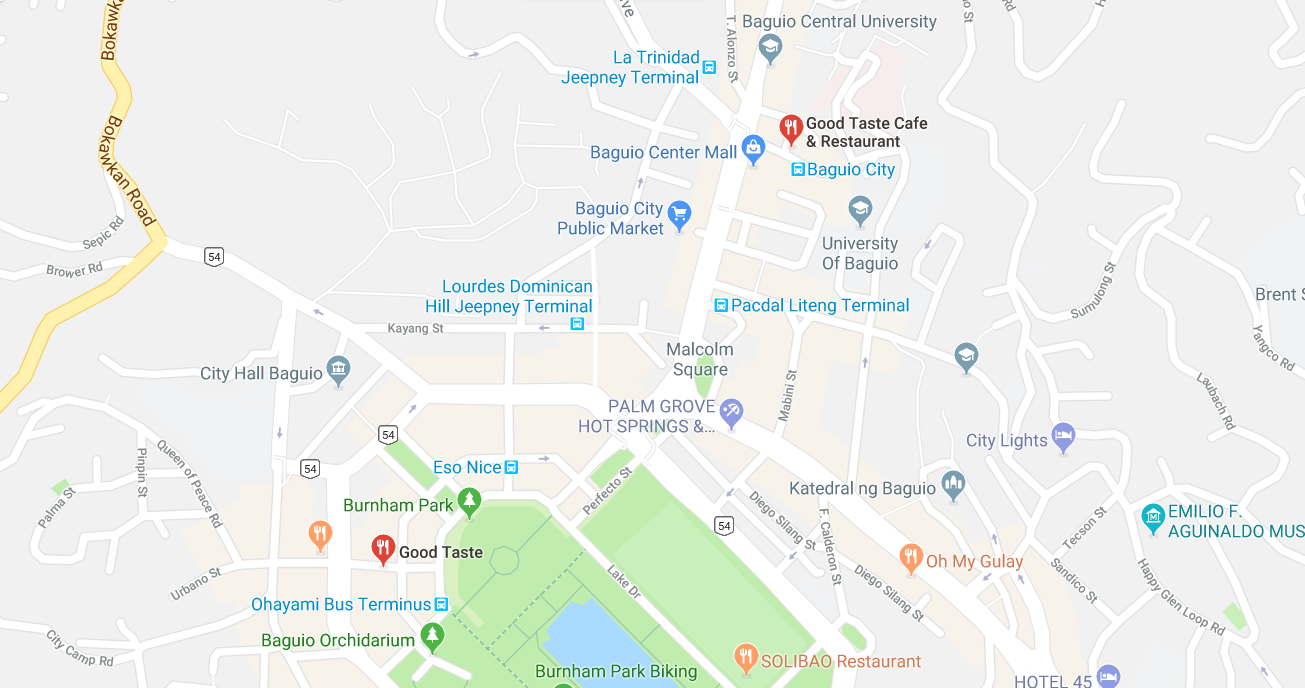 Bokawka
Ave
T. Alonzo St
Baguio Central University
o St
H
La Trinidad
Jeepney Terminal
Bokawkan Road
Good Taste Cafe
& Restaurant
Baguio Center Mall
Baguio City
Baguio City
Public Market
University
Of Baguio
Sepic Rd
Brower Rd
54
Lourdes Dominican
Hill Jeepney Terminal
Pacdal Liteng Terminal
Sumulong St
Brent S
Kayang St
Yangco Rd
Malcolm
Square
City Hall Baguio
Mabini St
Laubach Rd
PALM GROVE
HOT SPRINGS &...
54
City Lights
54
Eso Nice
Pinpin St
Queen of Peace Rd
Palma St
Burnham Park
Perfecto St
Katedral ng Baguio
Diego Silang St
F. Calderon St
54
EMILIO F.
AGUINALDO MUS
Tecson St
Good Taste
Oh My Gulay
Urbano St
Lake Dr
Diego Silang St
Sandico St
Happy Glen Loop Rd
Ohayami Bus Terminus
Baguio Orchidarium
City Camp Rd
SOLIBAO Restaurant
Burnham Park Biking
HOTEL 45